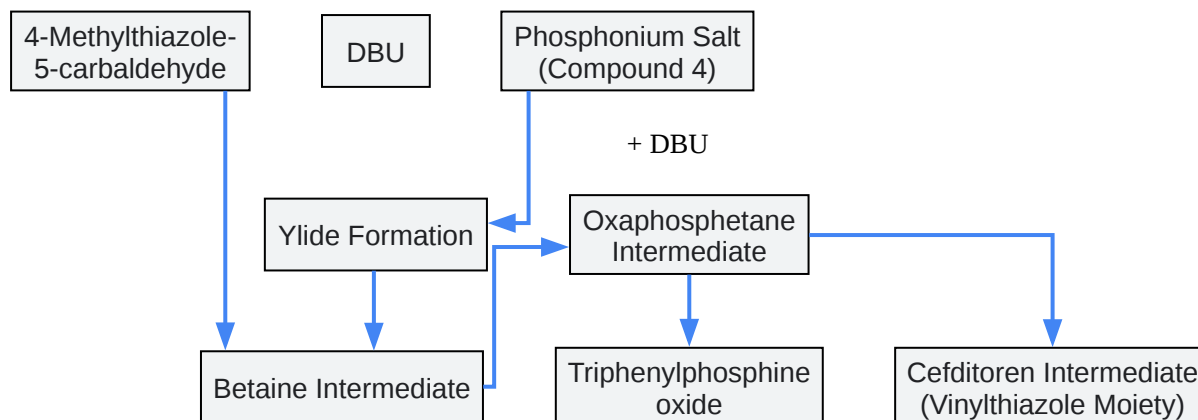 4-Methylthiazole-
5-carbaldehyde
DBU
Phosphonium Salt
(Compound 4)
+ DBU
Ylide Formation
Oxaphosphetane
Intermediate
Betaine Intermediate
Triphenylphosphine
oxide
Cefditoren Intermediate
(Vinylthiazole Moiety)